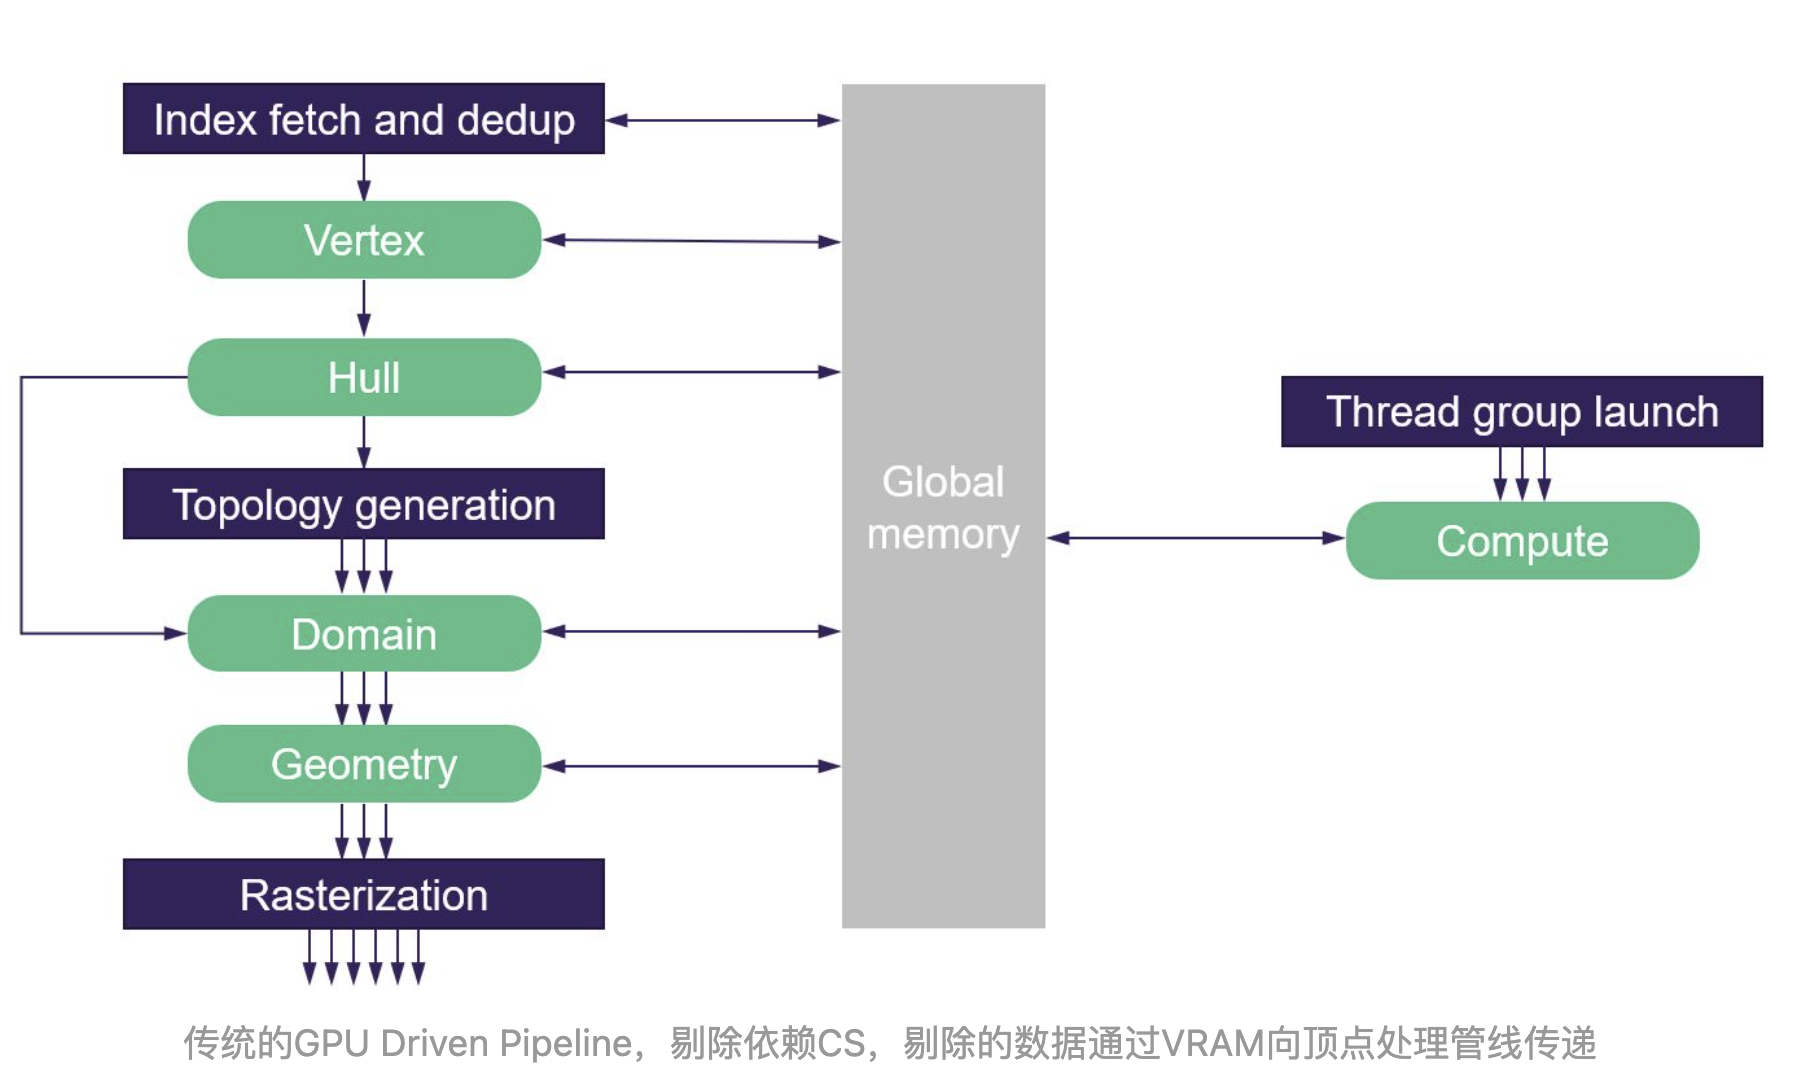 Index fetch and dedup
Vertex
Hull
Topology generation
Domain
Geometry
Rasterization
Global
memory
Thread group launch
Compute
传统的GPU Driven Pipeline，剔除依赖CS，剔除的数据通过VRAM向顶点处理管线传递